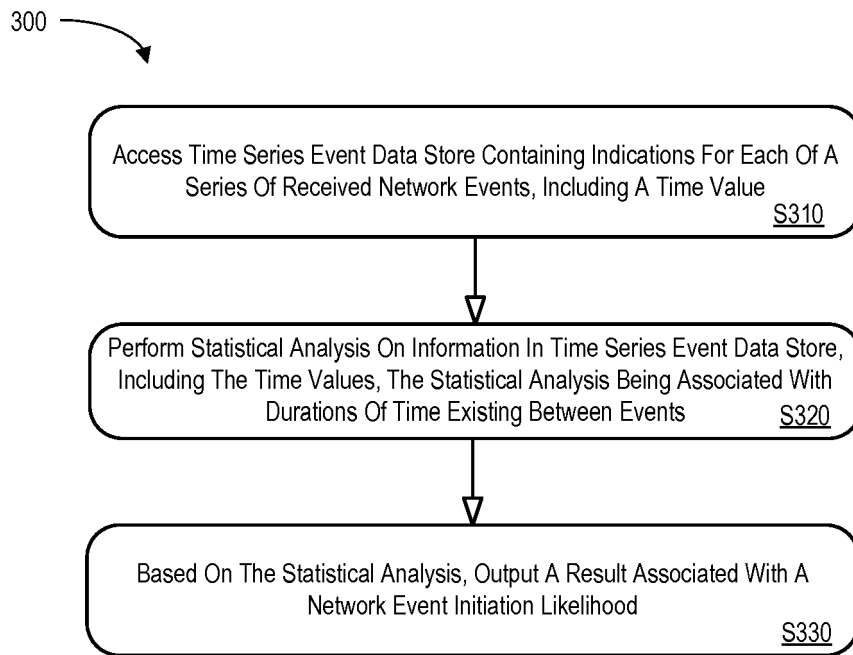 300
Access Time Series Event Data Store Containing Indications For Each Of A
Series Of Received Network Events, Including A Time Value
S310
Perform Statistical Analysis On Information In Time Series Event Data Store,
Including The Time Values, The Statistical Analysis Being Associated With
Durations Of Time Existing Between Events
S320
Based On The Statistical Analysis, Output A Result Associated With A
Network Event Initiation Likelihood
S330